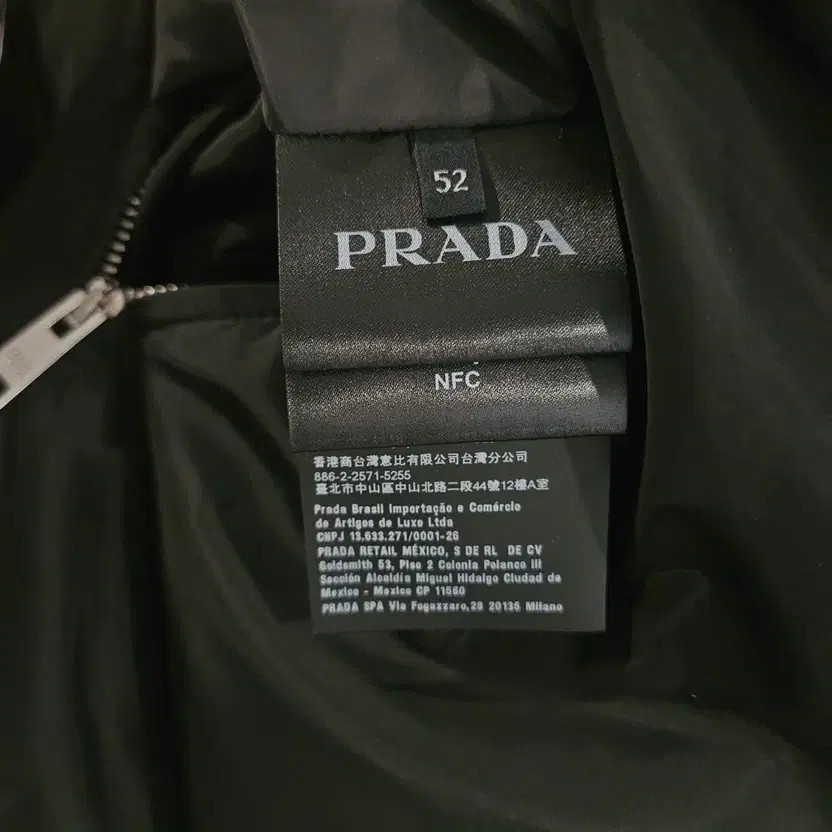 52
PRADA
NFC
香港商台灣意比有限公司台灣分公司
886-2-2571-5255
臺北市中山區中山北路二段44號12樓A室
Prada Brasil Importação e Comércio
de Artigos de Luxo Ltda
CNPJ 13.633.271/0001-26
PRADA RETAIL MÉXICO, S DE RL DE CV
Goldsmith 53, Piso 2 Colonia Polanco III
Sección Alcaldía Miguel Hidalgo Ciudad de
Mexico - Mexico CP 11560
PRADA SPA Via Fogazzaro,28 20135 Milano